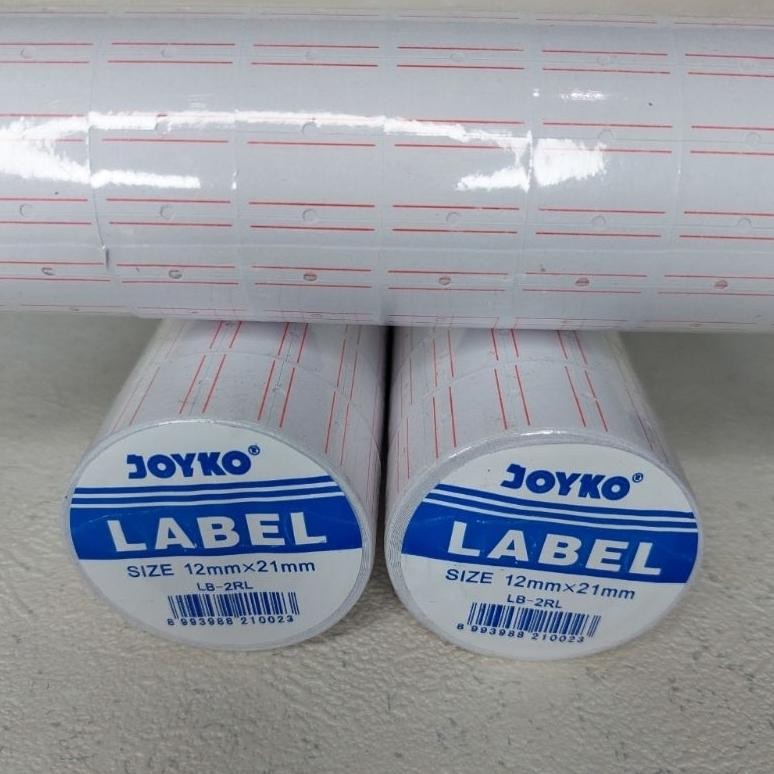 JOYKO®
LABEL
SIZE 12mm×21mm
LB-2RL
8 993988 210023
JOYKO®
LABEL
SIZE 12mm×21mm
LB-2RL
8 993988 210023